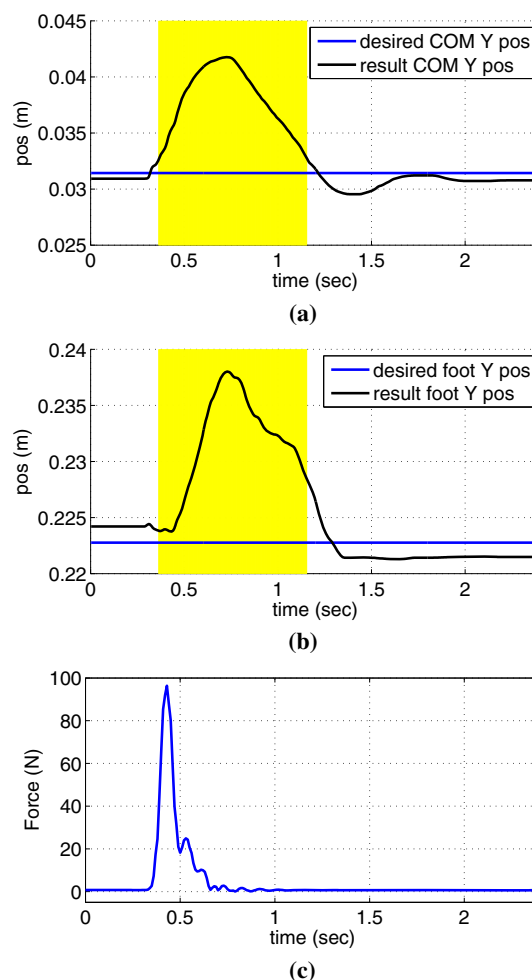 0.045
0.04
0.035
0.03
0.025
pos (m)
desired COM Y pos
result COM Y pos
0 0.5 1 1.5 2
time (sec)
(a)
0.24
0.235
0.23
0.225
0.22
pos (m)
desired foot Y pos
result foot Y pos
0 0.5 1 1.5 2
time (sec)
(b)
100
80
60
40
20
0
Force (N)
0 0.5 1 1.5 2
time (sec)
(c)